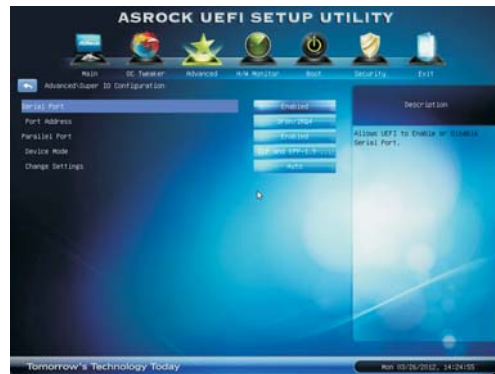 ASROCK UEFI SETUP UTILITY
Main OC Tweaker Advanced H/W Monitor Boot Security Exit
Advanced\Super IO Configuration
Serial Port Enabled
Port Address
Parallel Port Enabled
Device Mode
Change Settings Auto
Description
Allows UEFI to Enable or Disable
Serial Port.
Tomorrow's Technology Today
Mon 03/26/2012, 14:24:55